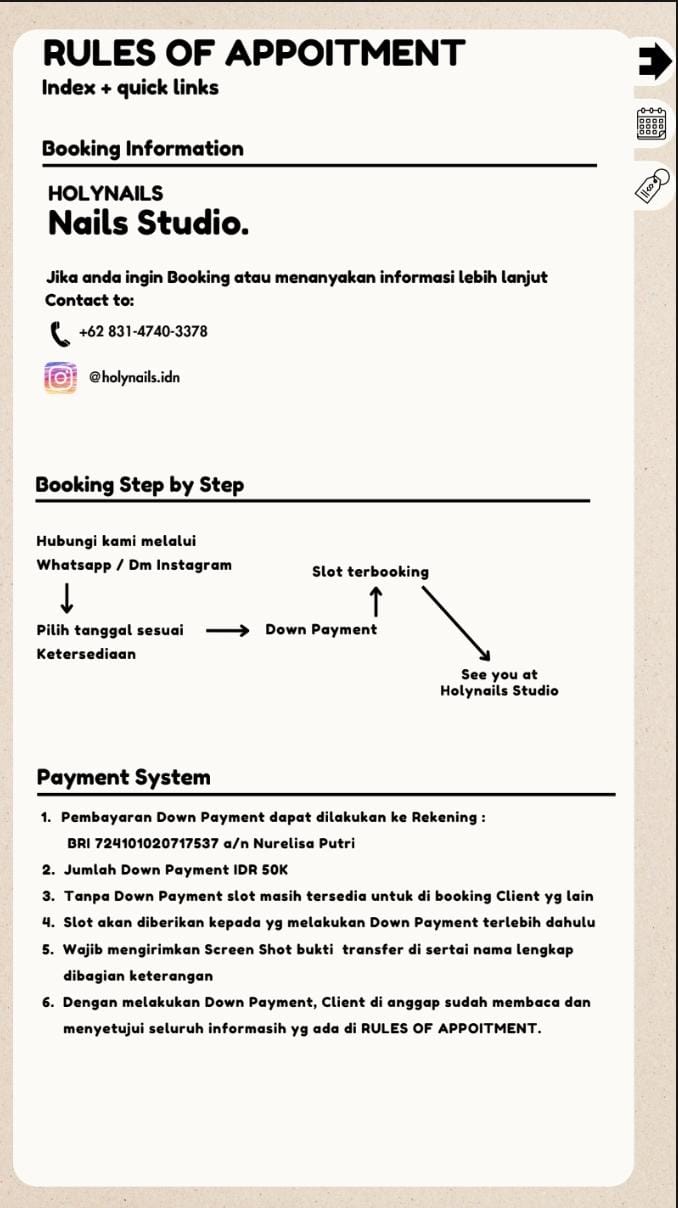 RULES OF APPOITMENT
Index + quick links
Booking Information
HOLYNAILS
Nails Studio.
Jika anda ingin Booking atau menanyakan informasi lebih lanjut
Contact to:
+62 831-4740-3378
@holynails.idn
Booking Step by Step
Hubungi kami melalui
Whatsapp / Dm Instagram
Pilih tanggal sesuai
Ketersediaan
Down Payment
Slot terbooking
See you at
Holynails Studio
Payment System
1. Pembayaran Down Payment dapat dilakukan ke Rekening :
BRI 724101020717537 a/n Nurelisa Putri
2. Jumlah Down Payment IDR 50K
3. Tanpa Down Payment slot masih tersedia untuk di booking Client yg lain
4. Slot akan diberikan kepada yg melakukan Down Payment terlebih dahulu
5. Wajib mengirimkan Screen Shot bukti transfer di sertai nama lengkap
dibagian keterangan
6. Dengan melakukan Down Payment, Client di anggap sudah membaca dan
menyetujui seluruh informasih yg ada di RULES OF APPOITMENT.